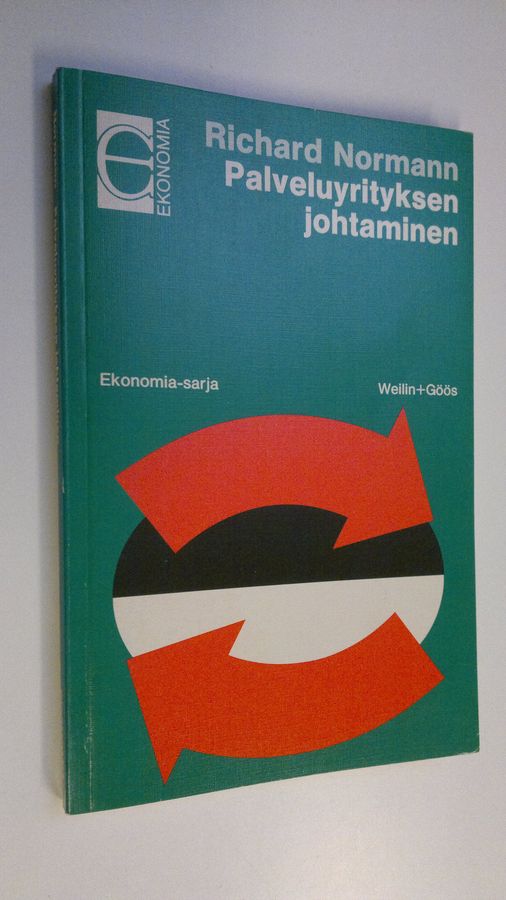 EKONOMIA
Richard Normann
Palveluyrityksen
johtaminen
Ekonomia-sarja
Weilin+Göös